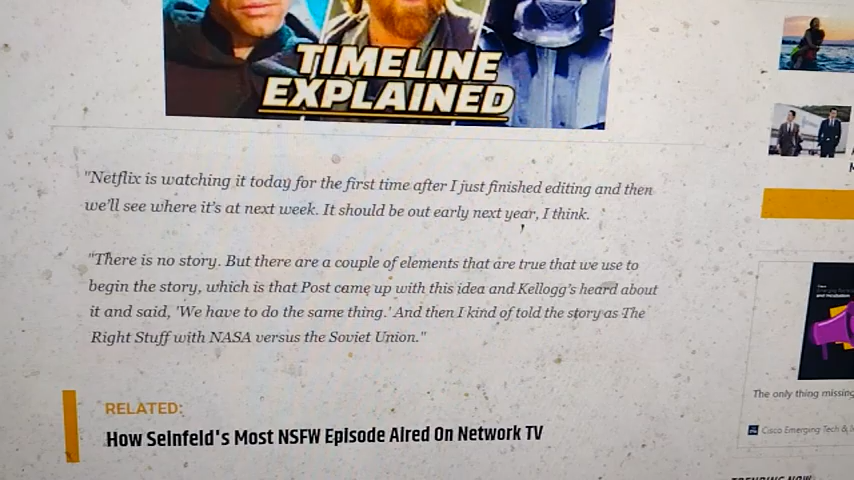 TIMELINE
EXPLAINED
"Netflix is watching it today for the first time after I just finished editing and then
we'll see where it's at next week. It should be out early next year, I think.
"There is no story. But there are a couple of elements that are true that we use to
begin the story, which is that Post came up with this idea and Kellogg's heard about
it and said, 'We have to do the same thing.' And then I kind of told the story as The
Right Stuff with NASA versus the Soviet Union."
RELATED:
How Seinfeld's Most NSFW Episode Aired On Network TV
The only thing missing
Cisco Emerging Tech &
TRENDING NOW